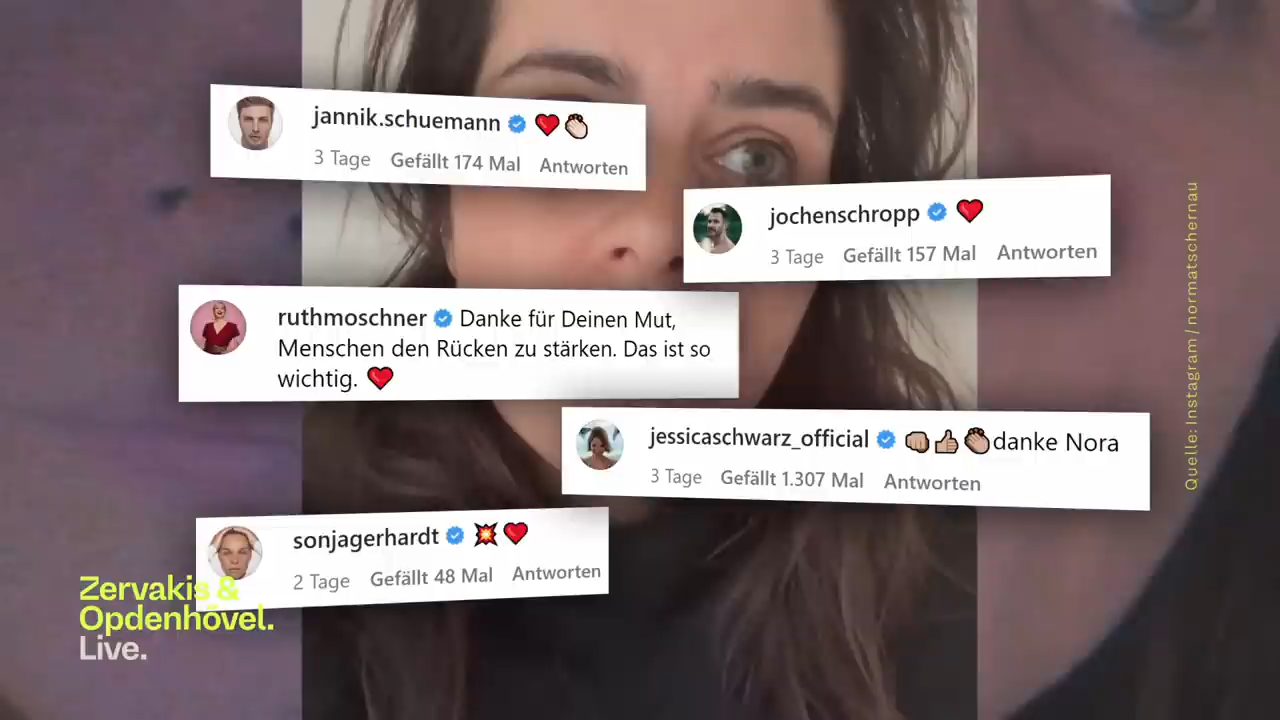 jannik.schuemann ❤️👏🏻
3 Tage Gefällt 174 Mal Antworten
jochenschropp ❤️
3 Tage Gefällt 157 Mal Antworten
ruthmoschner Danke für Deinen Mut,
Menschen den Rücken zu stärken. Das ist so
wichtig. ❤️
jessicaschwarz_official 👊🏼👍🏼👏🏼danke Nora
3 Tage Gefällt 1.307 Mal Antworten
sonjagerhardt 💥❤️
2 Tage Gefällt 48 Mal Antworten
Zervakis &
Opdenhövel.
Live.
Quelle: Instagram / normatschernau